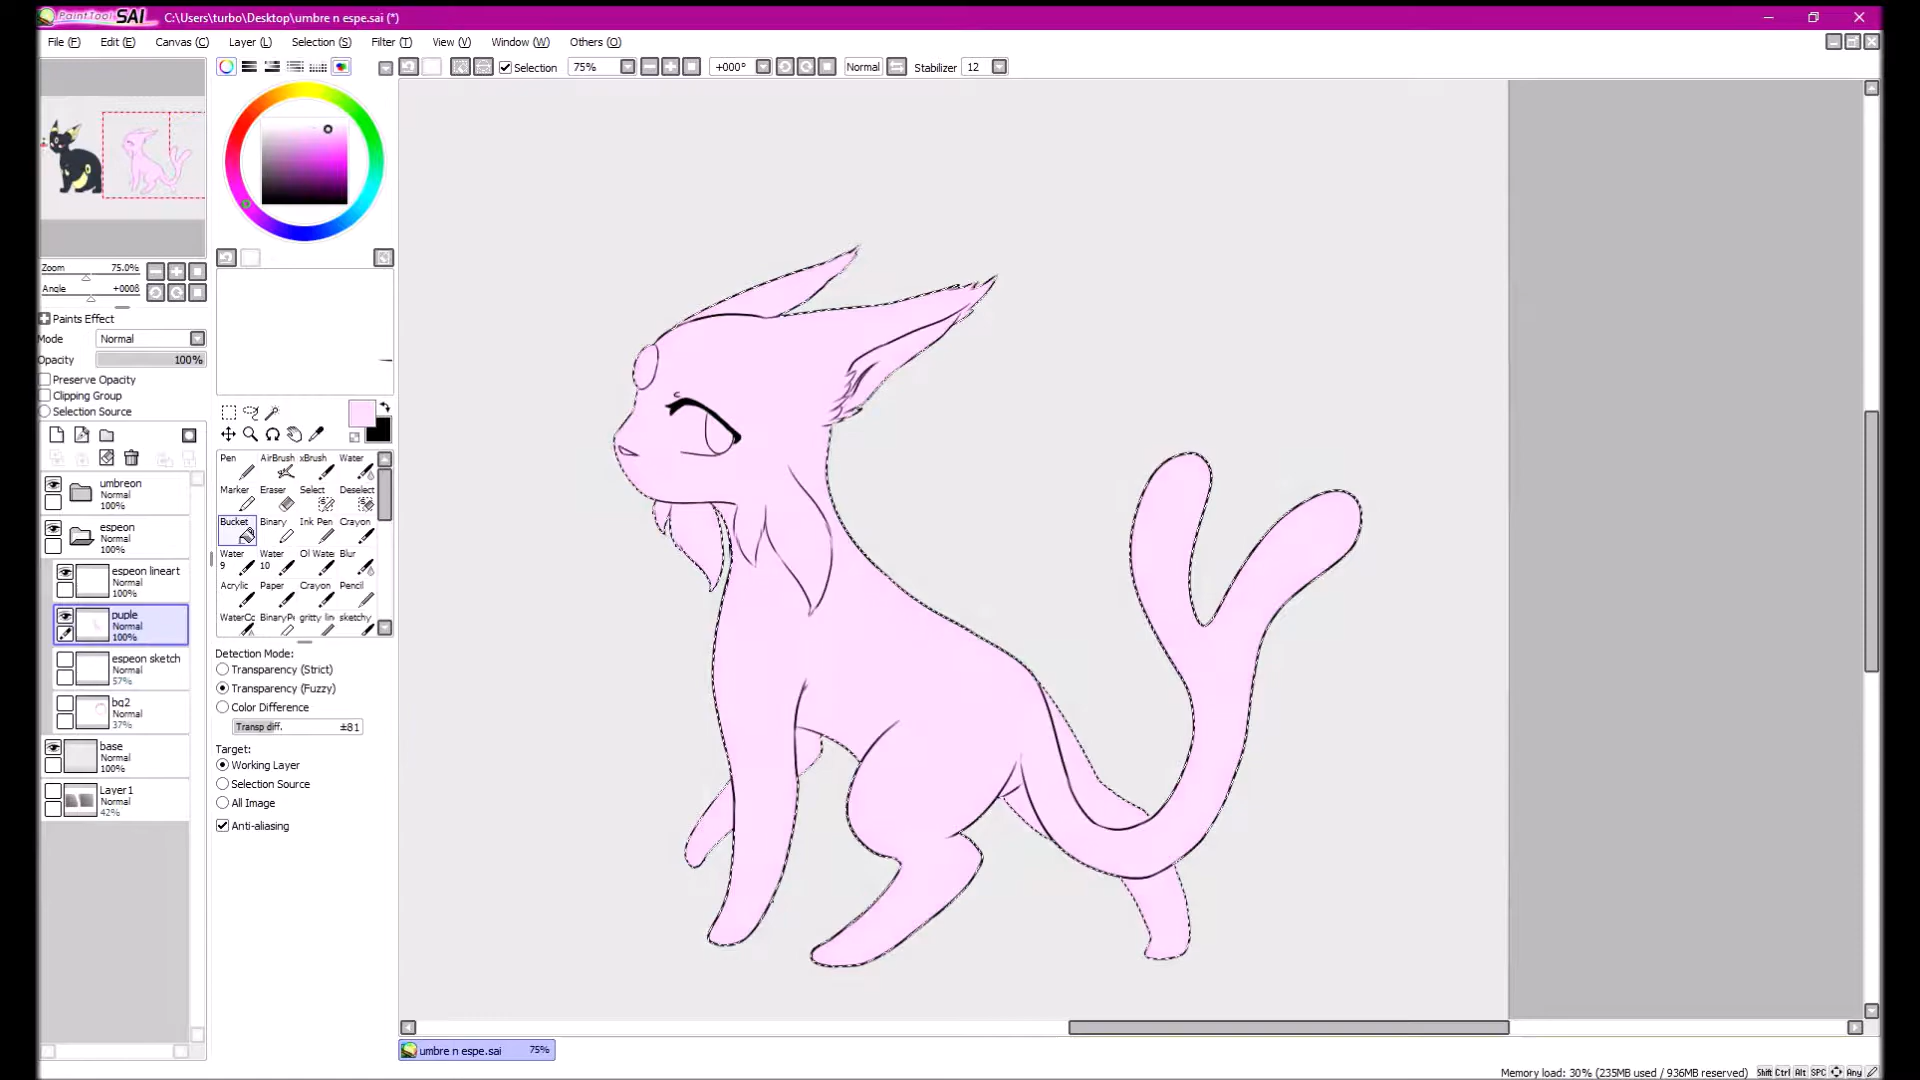 PaintTool SAI C:\Users\turbo\Desktop\umbre n espe.sai (*)
File (F) Edit (E) Canvas (C) Layer (L) Selection (S) Filter (T) View (V) Window (W) Others (O)
Selection 75% +000° Normal Stabilizer 12
Zoom 75.0%
Angle +000ß
Paints Effect
Mode Normal
Opacity 100%
Preserve Opacity
Clipping Group
Selection Source
umbreon
Normal
100%
espeon
Normal
100%
espeon lineart
Normal
100%
puple
Normal
100%
espeon sketch
Normal
57%
bg2
Normal
37%
base
Normal
100%
Layer1
Normal
42%
Pen AirBrush xBrush Water
Marker Eraser Select Deselect
Bucket Binary Ink Pen Crayon
Water Water Ol Wate Blur
9 10
Acrylic Paper Crayon Pencil
WaterCo BinaryPe gritty lin sketchy
Detection Mode:
Transparency (Strict)
Transparency (Fuzzy)
Color Difference
Transp diff. ±81
Target:
Working Layer
Selection Source
All Image
Anti-aliasing
umbre n espe.sai 75%
Memory load: 30% (235MB used / 936MB reserved) Shift Ctrl Alt SPC Any